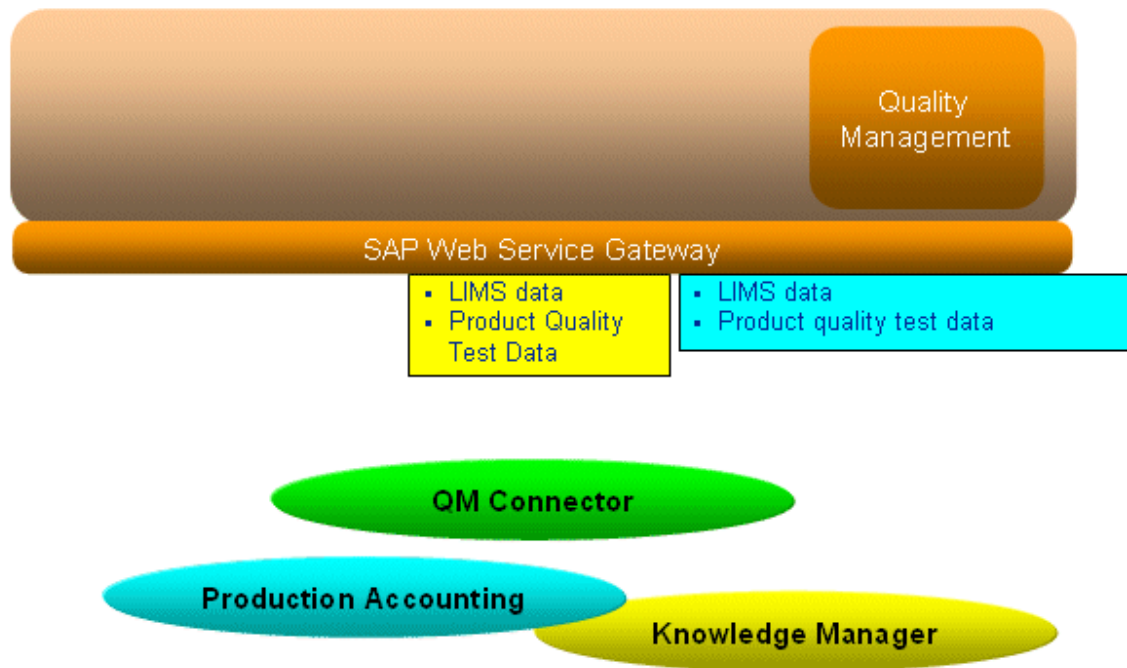 Quality
Management
SAP Web Service Gateway
▪ LIMS data
▪ Product Quality
Test Data
▪ LIMS data
▪ Product quality test data
QM Connector
Production Accounting
Knowledge Manager